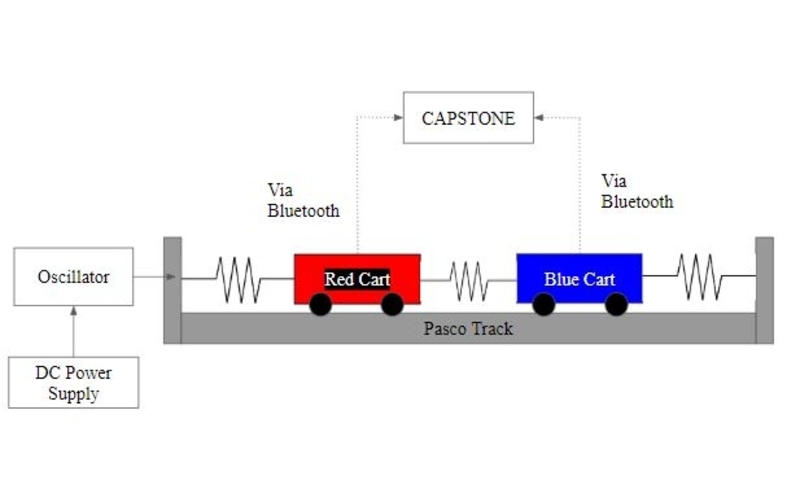 CAPSTONE
Via
Bluetooth
Via
Bluetooth
Oscillator
Red Cart
Blue Cart
Pasco Track
DC Power
Supply